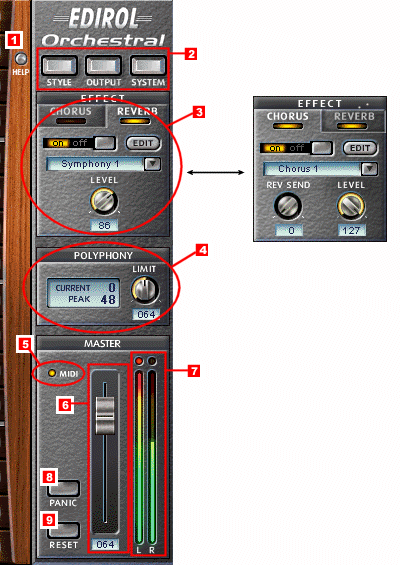 EDIROL
Orchestral
1
HELP
2
STYLE OUTPUT SYSTEM
EFFECT
CHORUS REVERB
3
on off EDIT
Symphony 1
LEVEL
86
EFFECT
CHORUS REVERB
on off EDIT
Chorus 1
REV SEND LEVEL
0 127
POLYPHONY
4
LIMIT
CURRENT 0
PEAK 48
064
MASTER
5
MIDI
6
7
8
PANIC
9
RESET
064
L R